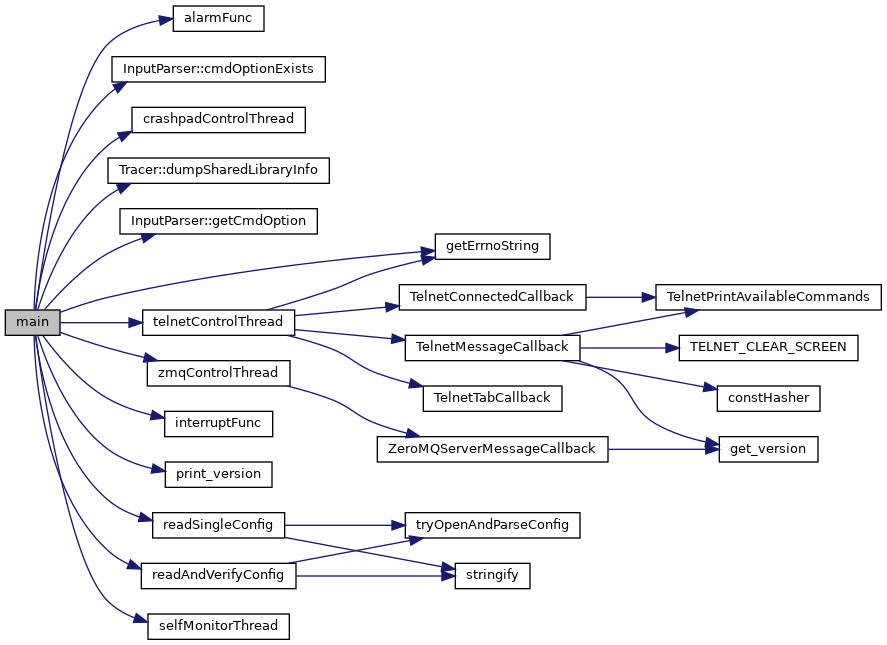 alarmFunc
InputParser::cmdOptionExists
crashpadControlThread
Tracer::dumpSharedLibraryInfo
InputParser::getCmdOption
getErrnoString
TelnetConnectedCallback
TelnetPrintAvailableCommands
main
telnetControlThread
TelnetMessageCallback
TELNET_CLEAR_SCREEN
zmqControlThread
TelnetTabCallback
constHasher
interruptFunc
ZeroMQServerMessageCallback
get_version
print_version
readSingleConfig
tryOpenAndParseConfig
readAndVerifyConfig
stringify
selfMonitorThread